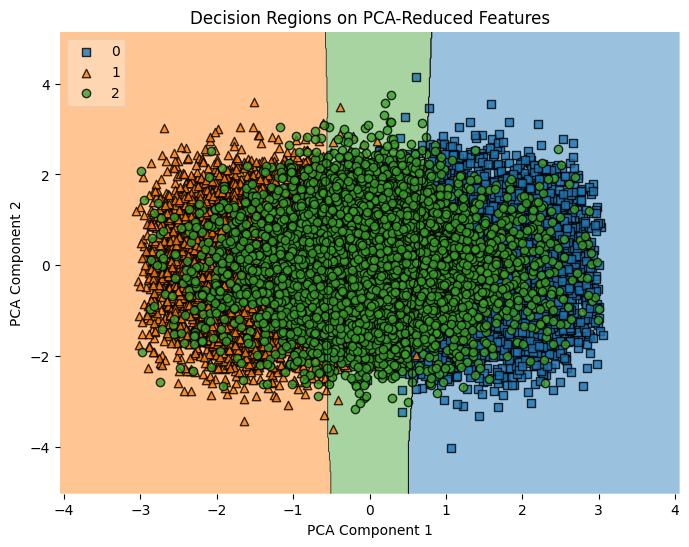 Decision Regions on PCA-Reduced Features
0
1
2
4
2
0
−2
−4
PCA Component 2
−4 −3 −2 −1 0 1 2 3 4
PCA Component 1